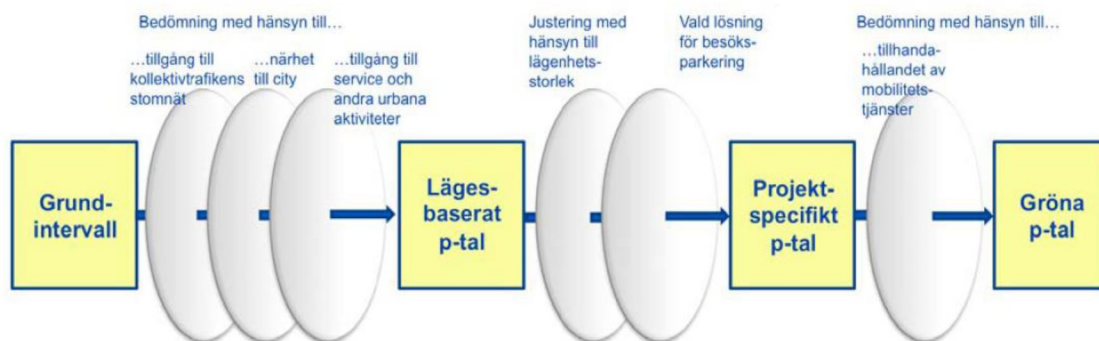 Bedömning med hänsyn till...
...tillgång till
kollektivtrafikens
stomnät
...närhet
till city
...tillgång till
service och
andra urbana
aktiviteter
Justering med
hänsyn till
lägenhets-
storlek
Vald lösning
för besöks-
parkering
Bedömning med hänsyn till...
...tillhanda-
hållandet av
mobilitets-
tjänster
Grund-
intervall
Läges-
baserat
p-tal
Projekt-
specifikt
p-tal
Gröna
p-tal